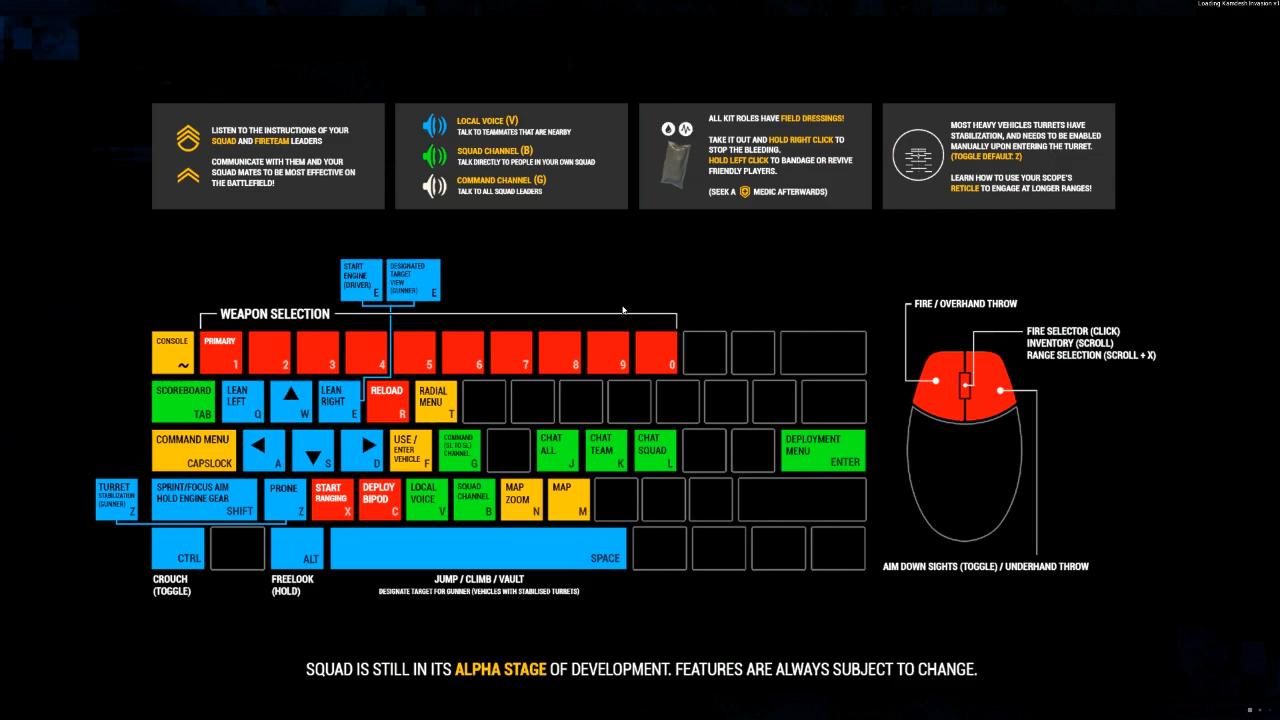 Loading Kamdesh Invasion v1
LISTEN TO THE INSTRUCTIONS OF YOUR
SQUAD AND FIRETEAM LEADERS
COMMUNICATE WITH THEM AND YOUR
SQUAD MATES TO BE MOST EFFECTIVE ON
THE BATTLEFIELD!
LOCAL VOICE (V)
TALK TO TEAMMATES THAT ARE NEARBY
SQUAD CHANNEL (B)
TALK DIRECTLY TO PEOPLE IN YOUR OWN SQUAD
COMMAND CHANNEL (G)
TALK TO ALL SQUAD LEADERS
ALL KIT ROLES HAVE FIELD DRESSINGS!
TAKE IT OUT AND HOLD RIGHT CLICK TO
STOP THE BLEEDING.
HOLD LEFT CLICK TO BANDAGE OR REVIVE
FRIENDLY PLAYERS.
(SEEK A MEDIC AFTERWARDS)
MOST HEAVY VEHICLES TURRETS HAVE
STABILIZATION, AND NEEDS TO BE ENABLED
MANUALLY UPON ENTERING THE TURRET.
(TOGGLE DEFAULT: Z)
LEARN HOW TO USE YOUR SCOPE'S
RETICLE TO ENGAGE AT LONGER RANGES!
START
ENGINE
(DRIVER)
E
DESIGNATED
TARGET
VIEW
(GUNNER)
E
WEAPON SELECTION
CONSOLE
~
PRIMARY
1
2
3
4
5
6
7
8
9
0
SCOREBOARD
TAB
LEAN
LEFT
Q
W
LEAN
RIGHT
E
RELOAD
R
RADIAL
MENU
T
COMMAND MENU
CAPSLOCK
A
S
D
USE /
ENTER
VEHICLE
F
COMMAND
(SL TO SL)
CHANNEL
G
CHAT
ALL
J
CHAT
TEAM
K
CHAT
SQUAD
L
DEPLOYMENT
MENU
ENTER
TURRET
STABILIZATION
(GUNNER)
Z
SPRINT/FOCUS AIM
HOLD ENGINE GEAR
SHIFT
PRONE
Z
START
RANGING
X
DEPLOY
BIPOD
C
LOCAL
VOICE
V
SQUAD
CHANNEL
B
MAP
ZOOM
N
MAP
M
CTRL
ALT
SPACE
CROUCH
(TOGGLE)
FREELOOK
(HOLD)
JUMP / CLIMB / VAULT
DESIGNATE TARGET FOR GUNNER (VEHICLES WITH STABILISED TURRETS)
FIRE / OVERHAND THROW
FIRE SELECTOR (CLICK)
INVENTORY (SCROLL)
RANGE SELECTION (SCROLL + X)
AIM DOWN SIGHTS (TOGGLE) / UNDERHAND THROW
SQUAD IS STILL IN ITS ALPHA STAGE OF DEVELOPMENT. FEATURES ARE ALWAYS SUBJECT TO CHANGE.